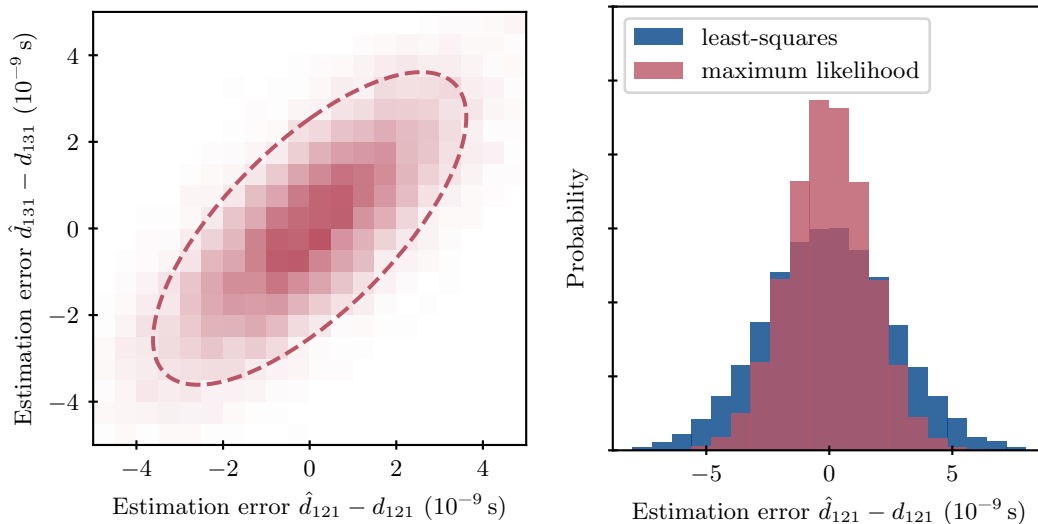 Estimation error d̂₁₃₁ − d₁₃₁ (10⁻⁹ s)
4
2
0
−2
−4
−4 −2 0 2 4
Estimation error d̂₁₂₁ − d₁₂₁ (10⁻⁹ s)
least-squares
maximum likelihood
Probability
−5 0 5
Estimation error d̂₁₂₁ − d₁₂₁ (10⁻⁹ s)